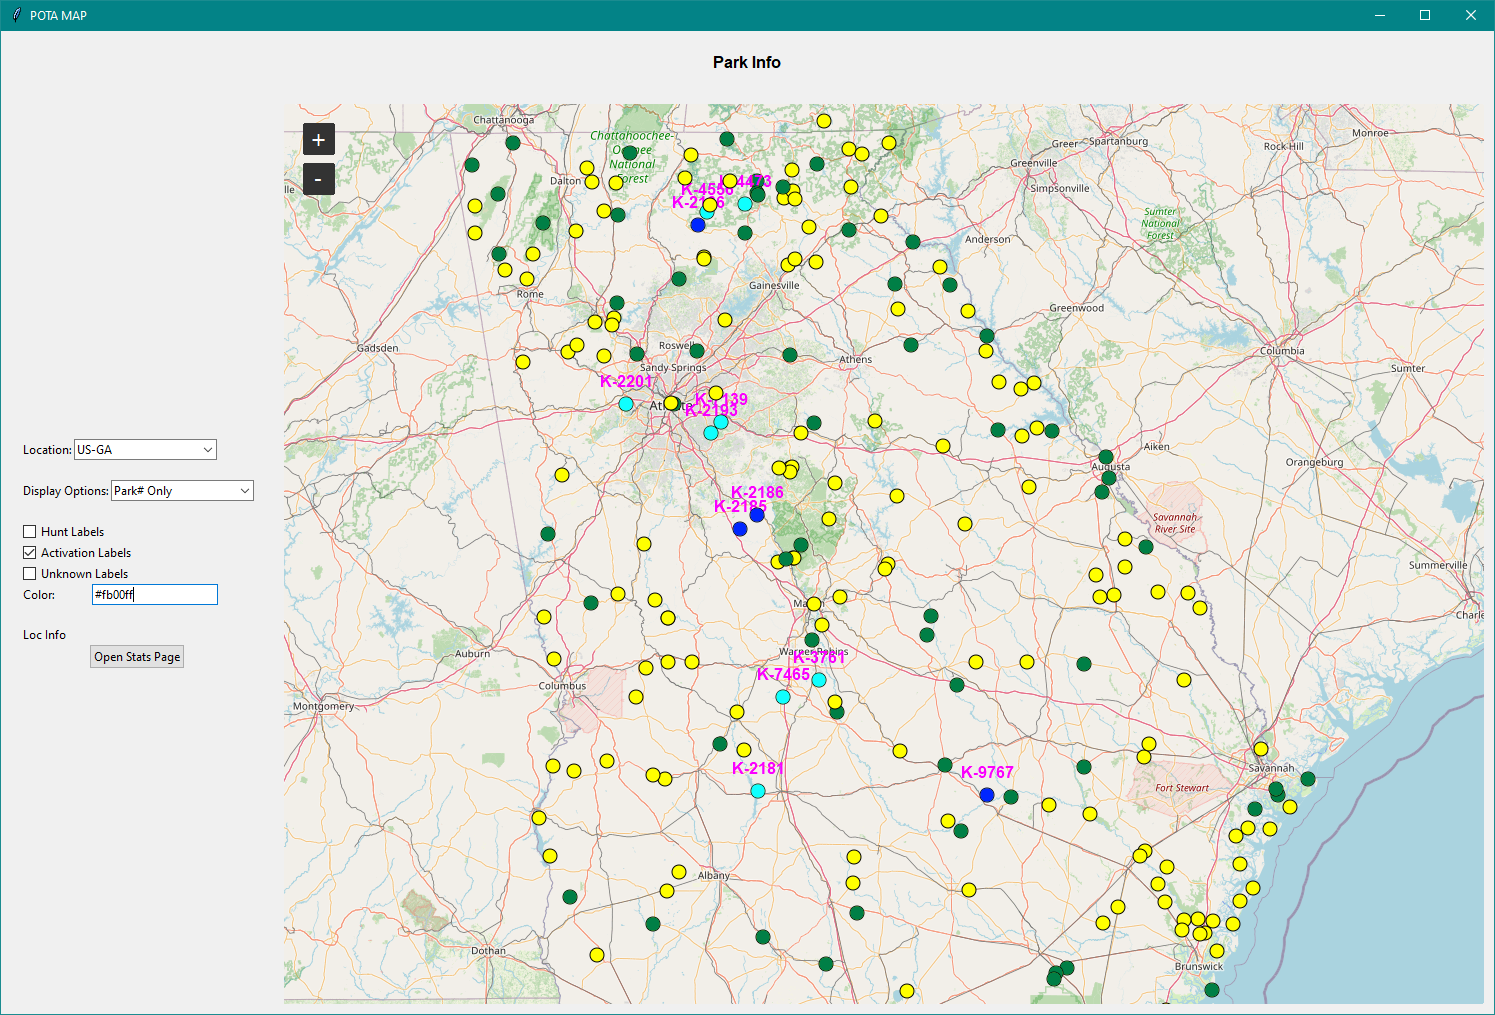 POTA MAP
Park Info
+
-
Location: US-GA
Display Options: Park# Only
Hunt Labels
Activation Labels
Unknown Labels
Color: #fb00ff
Loc Info
Open Stats Page
Chattanooga
Chattahoochee-
National
Forest
Dalton
K-4473
K-4556
Rome
Gainesville
Gadsden
Roswell
Sandy Springs
K-2201
K-2193
Athens
Anderson
Greenwood
Greenville
Greer
Spartanburg
Simpsonville
Rock Hill
Monroe
Sumter
National
Forest
Columbia
Sumter
Aiken
Augusta
Orangeburg
Savannah
River Site
Summerville
K-2186
K-2185
Warner Robins
K-3761
K-7465
Auburn
Columbus
Montgomery
K-2181
K-9767
Savannah
Fort Stewart
Albany
Dothan
Brunswick